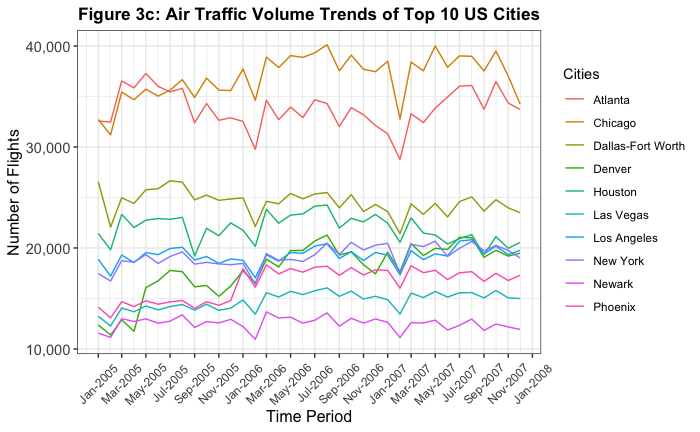 Figure 3c: Air Traffic Volume Trends of Top 10 US Cities
Number of Flights
40,000
30,000
20,000
10,000
Jan-2005
Mar-2005
May-2005
Jul-2005
Sep-2005
Nov-2005
Jan-2006
Mar-2006
May-2006
Jul-2006
Sep-2006
Nov-2006
Jan-2007
Mar-2007
May-2007
Jul-2007
Sep-2007
Nov-2007
Jan-2008
Time Period
Cities
Atlanta
Chicago
Dallas-Fort Worth
Denver
Houston
Las Vegas
Los Angeles
New York
Newark
Phoenix